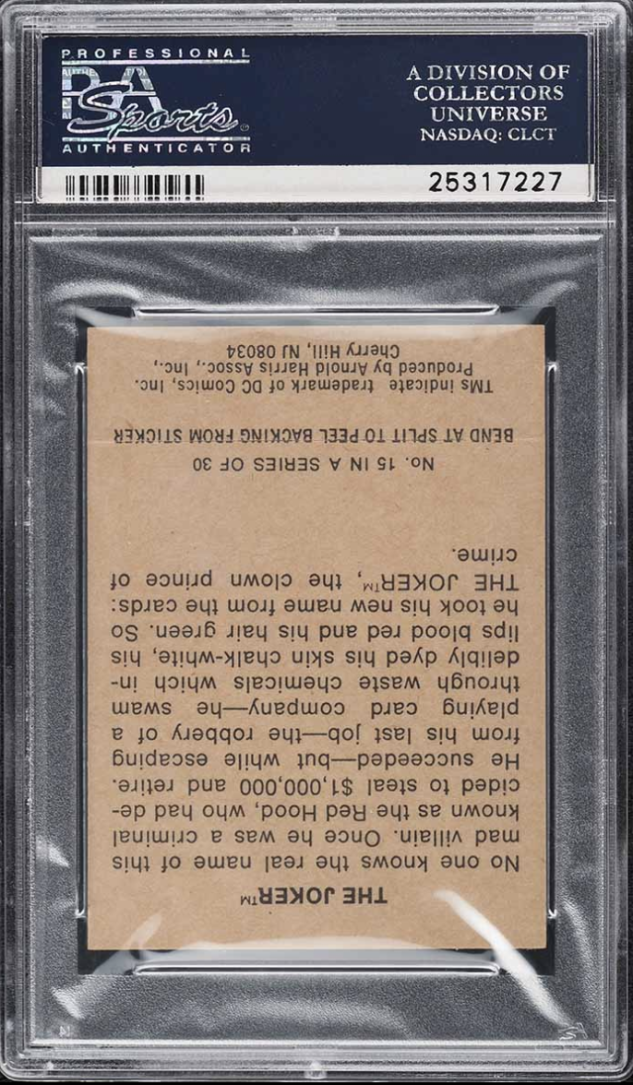 PROFESSIONAL
PSA
Sports
AUTHENTICATOR
A DIVISION OF
COLLECTORS
UNIVERSE
NASDAQ: CLCT
25317227
THE JOKER™
No one knows the real name of this
mad villain. Once he was a criminal
known as the Red Hood, who had de-
cided to steal $1,000,000 and retire.
He succeeded—but while escaping
from his last job—the robbery of a
playing card company—he swam
through waste chemicals which in-
delibly dyed his skin chalk-white, his
lips blood red and his hair green. So
he took his new name from the cards:
THE JOKER™, the clown prince of
crime.
No. 15 IN A SERIES OF 30
BEND AT SPLIT TO PEEL BACKING FROM STICKER
TMs indicate trademark of DC Comics, Inc.
Produced by Arnold Harris Assoc., Inc.,
Cherry Hill, NJ 08034